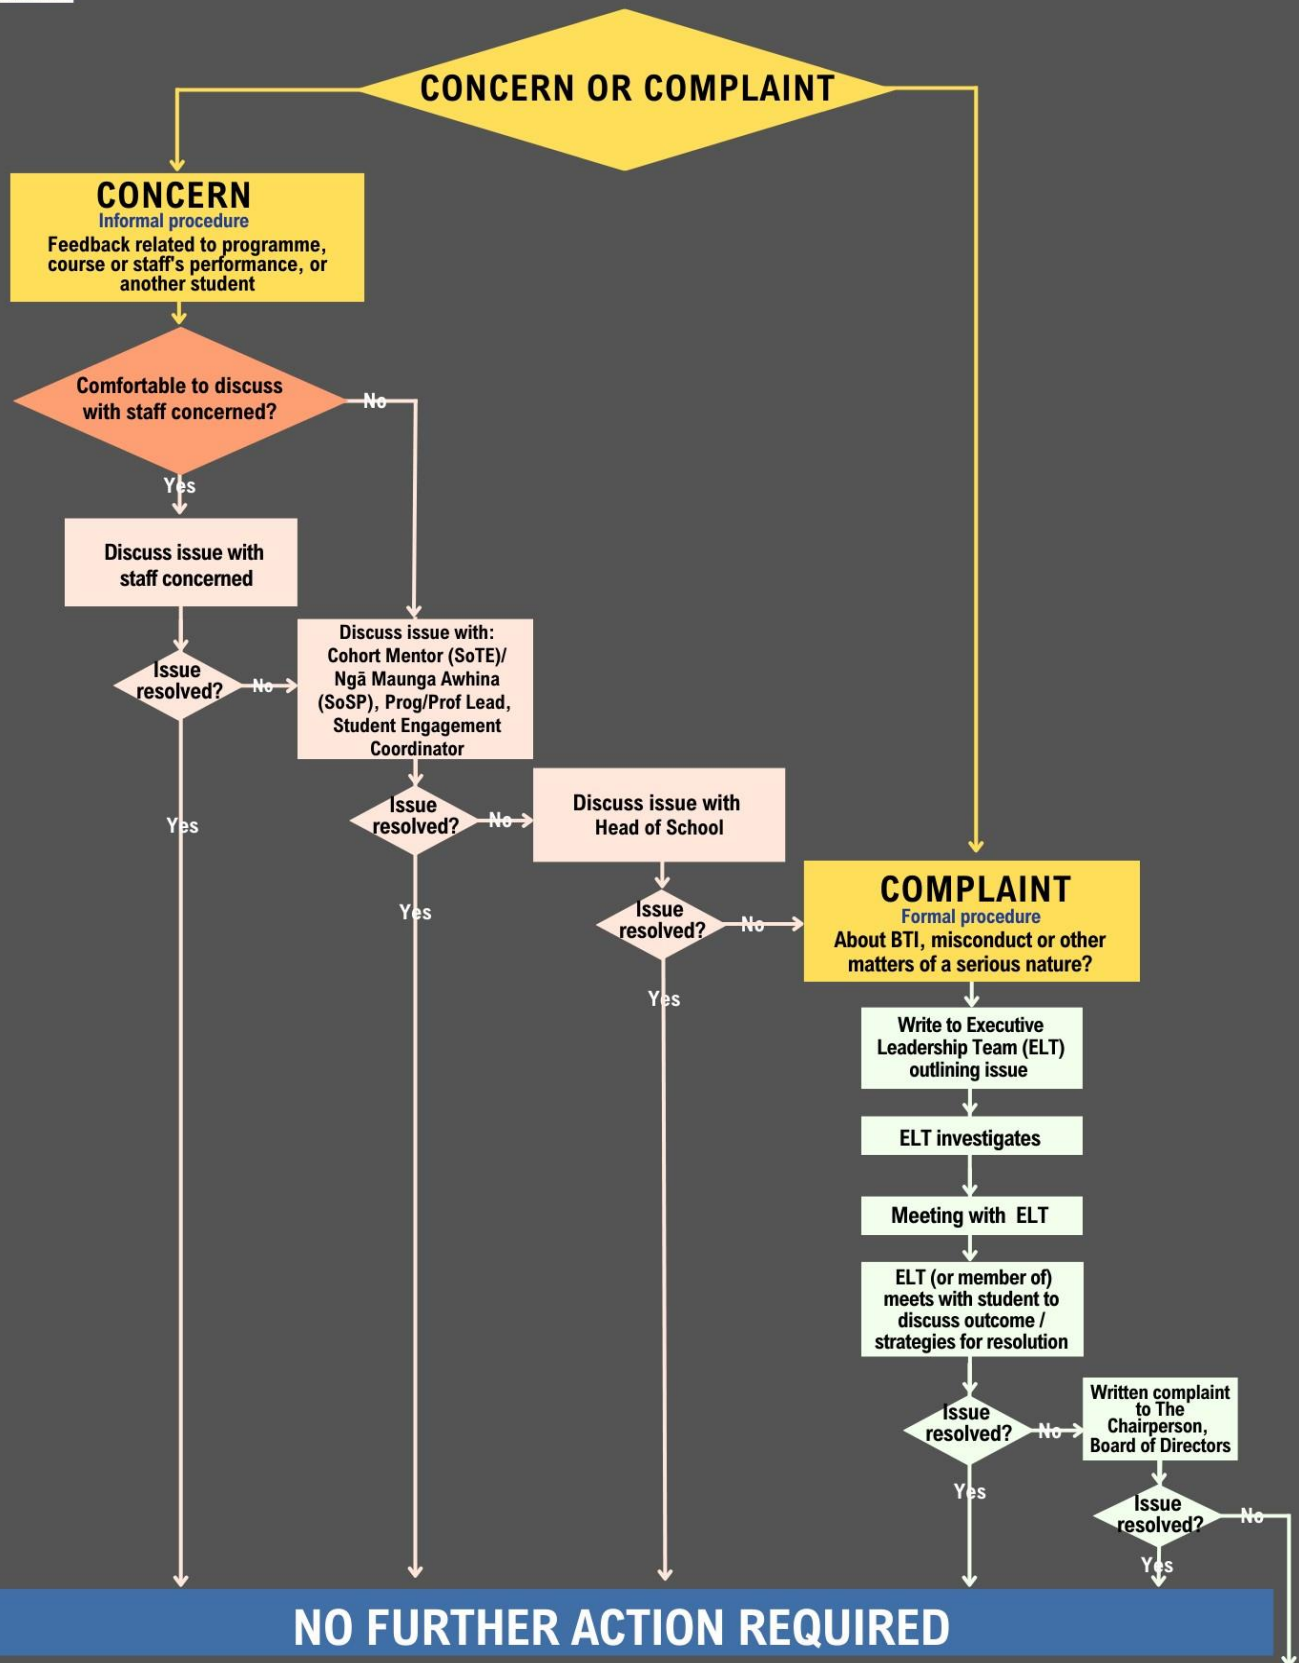 CONCERN OR COMPLAINT
CONCERN
Informal procedure
Feedback related to programme,
course or staff's performance, or
another student
Comfortable to discuss
with staff concerned?
No
Yes
Discuss issue with
staff concerned
Issue
resolved?
No
Yes
Discuss issue with:
Cohort Mentor (SoTE)/
Ngā Maunga Awhina
(SoSP), Prog/Prof Lead,
Student Engagement
Coordinator
Issue
resolved?
No
Yes
Discuss issue with
Head of School
Issue
resolved?
No
Yes
COMPLAINT
Formal procedure
About BTI, misconduct or other
matters of a serious nature?
Write to Executive
Leadership Team (ELT)
outlining issue
ELT investigates
Meeting with ELT
ELT (or member of)
meets with student to
discuss outcome /
strategies for resolution
Issue
resolved?
No
Yes
Written complaint
to The
Chairperson,
Board of Directors
Issue
resolved?
No
Yes
NO FURTHER ACTION REQUIRED